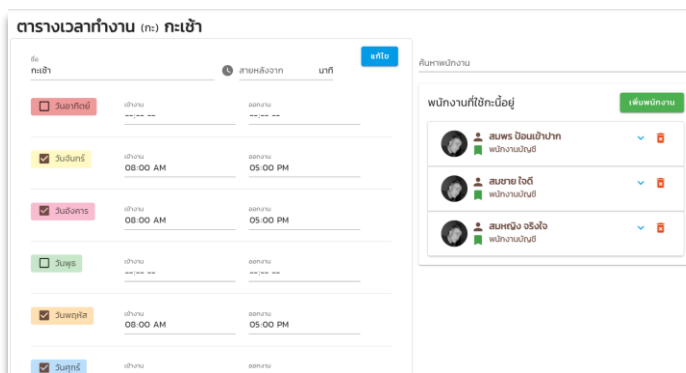 ตารางเวลาทำงาน (กะ) กะเช้า
ชื่อ
กะเช้า
สายหลังจาก นาที
แก้ไข
วันอาทิตย์
เข้างาน ออกงาน
--:-- -- --:-- --
วันจันทร์
เข้างาน ออกงาน
08:00 AM 05:00 PM
วันอังคาร
เข้างาน ออกงาน
08:00 AM 05:00 PM
วันพุธ
เข้างาน ออกงาน
--:-- -- --:-- --
วันพฤหัส
เข้างาน ออกงาน
08:00 AM 05:00 PM
วันศุกร์
เข้างาน ออกงาน
ค้นหาพนักงาน
พนักงานที่ใช้กะนี้อยู่
เพิ่มพนักงาน
สมพร ป้อนเข้าปาก
พนักงานบัญชี
สมชาย ใจดี
พนักงานบัญชี
สมหญิง จริงใจ
พนักงานบัญชี